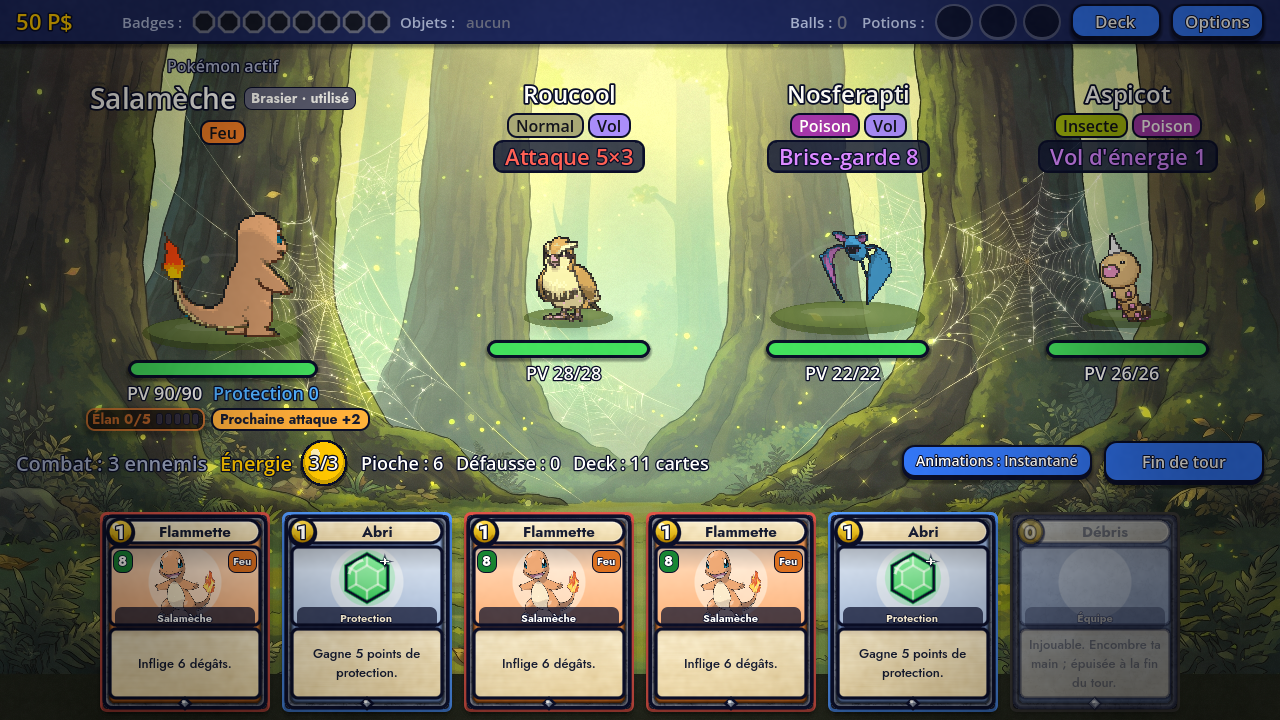 50 P$ Badges : Objets : aucun Balls : 0 Potions : Deck Options
Pokémon actif
Salamèche Brasier · utilisé
Feu
Roucool
Normal Vol
Attaque 5×3
Nosferapti
Poison Vol
Brise-garde 8
Aspicot
Insecte Poison
Vol d'énergie 1
PV 90/90 Protection 0
Élan 0/5 Prochaine attaque +2
PV 28/28
PV 22/22
PV 26/26
Combat : 3 ennemis Énergie 3/3 Pioche : 6 Défausse : 0 Deck : 11 cartes Animations : Instantané Fin de tour
1 Flammette
8 Feu
Salamèche
Inflige 6 dégâts.
1 Abri
Protection
Gagne 5 points de
protection.
1 Flammette
8 Feu
Salamèche
Inflige 6 dégâts.
1 Flammette
8 Feu
Salamèche
Inflige 6 dégâts.
1 Abri
Protection
Gagne 5 points de
protection.
0 Débris
Équipe
Injouable. Encombre ta
main ; épuisée à la fin
du tour.